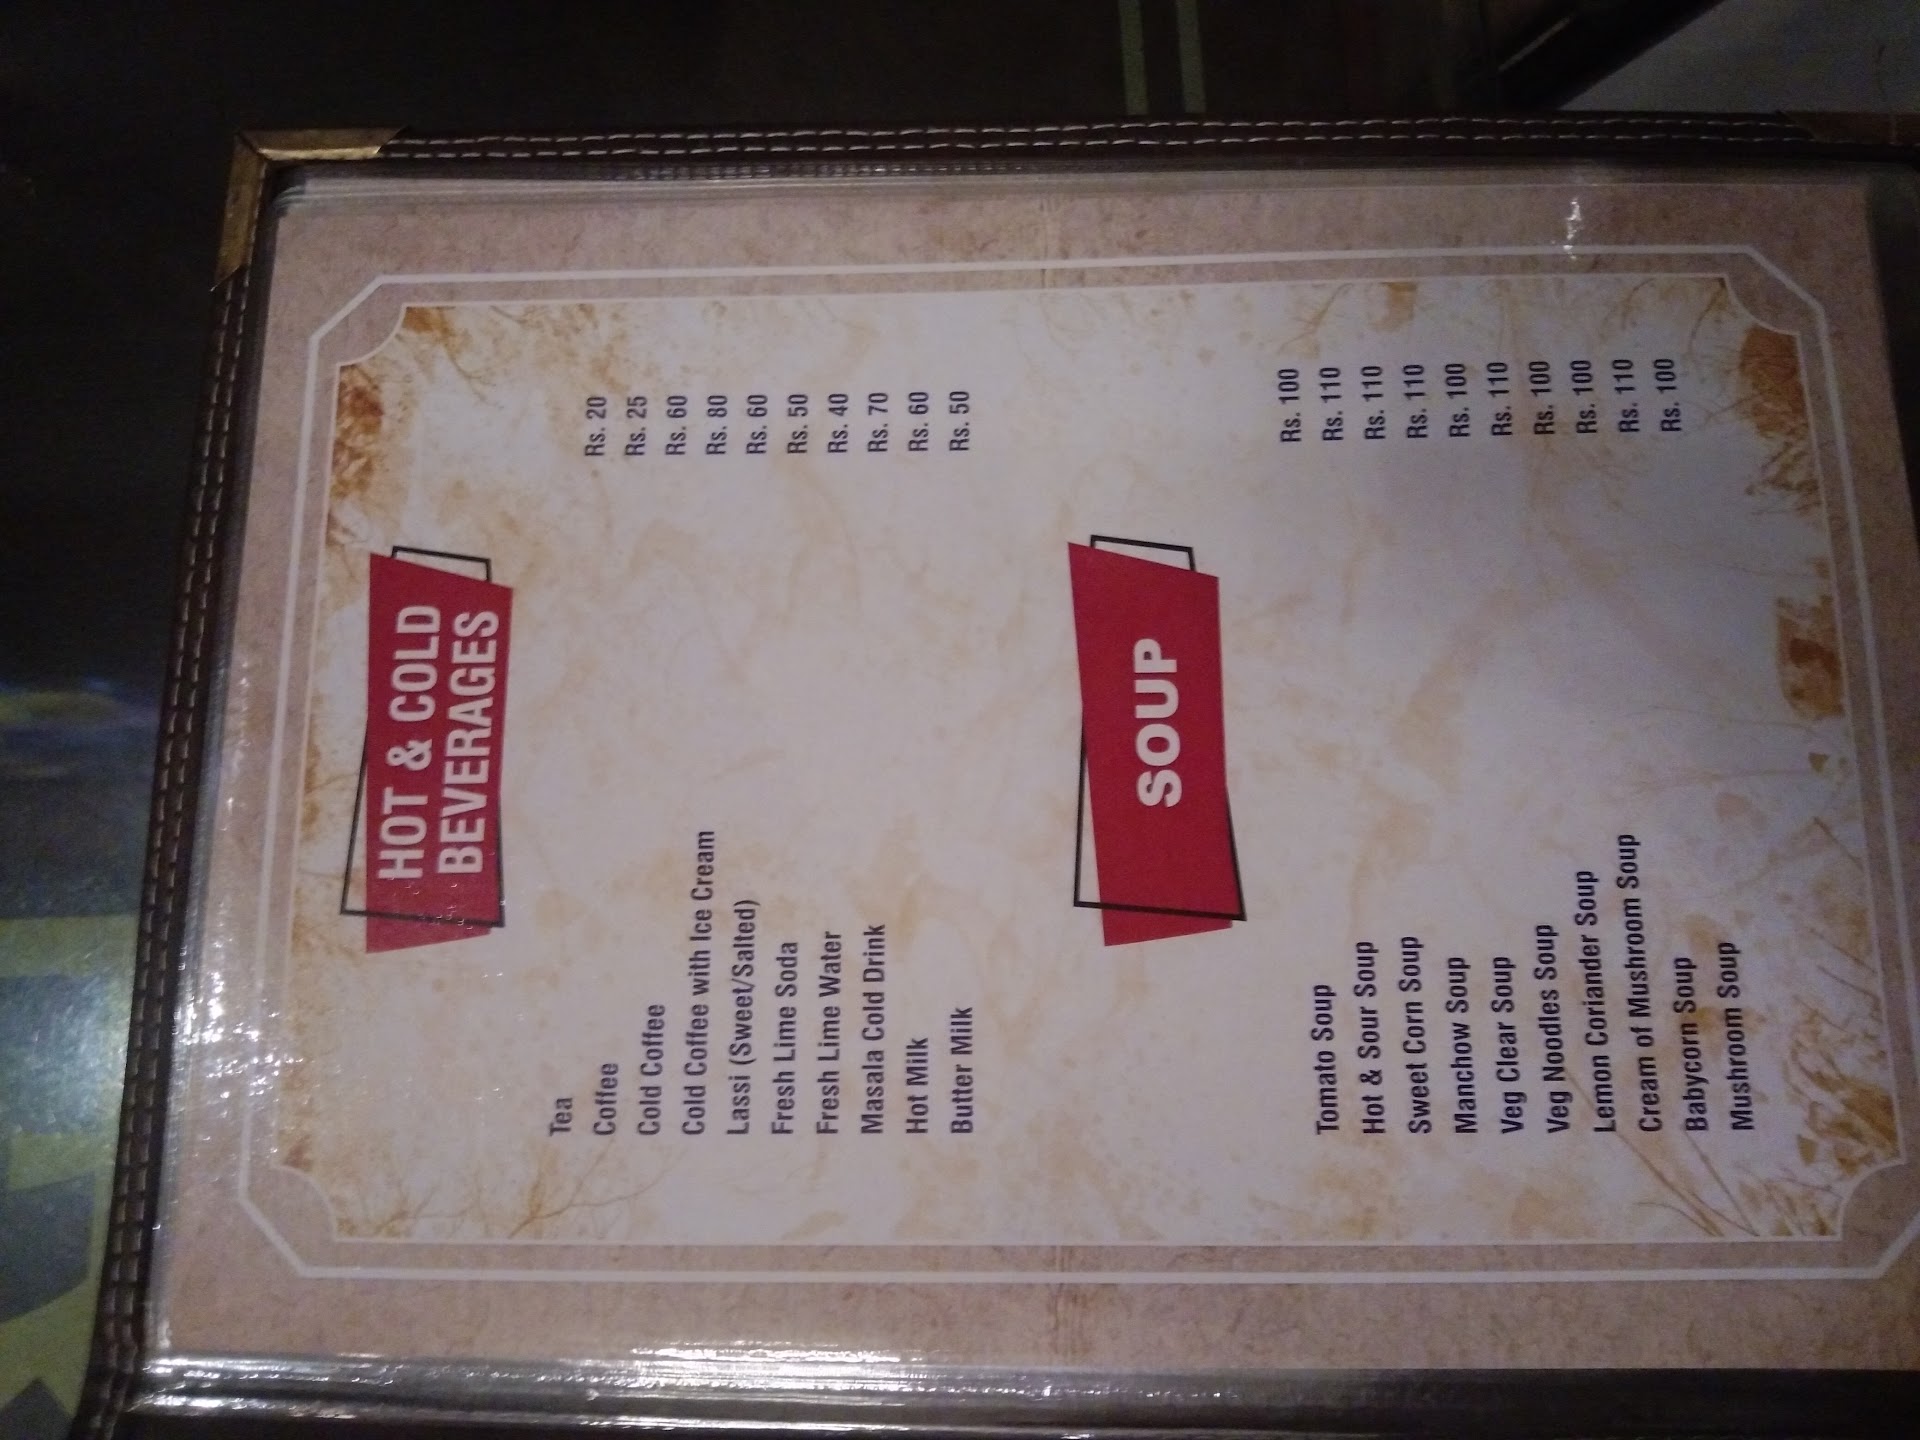 HOT & COLD
BEVERAGES
Tea Rs. 20
Coffee Rs. 25
Cold Coffee Rs. 60
Cold Coffee with Ice Cream Rs. 80
Lassi (Sweet/Salted) Rs. 60
Fresh Lime Soda Rs. 50
Fresh Lime Water Rs. 40
Masala Cold Drink Rs. 70
Hot Milk Rs. 60
Butter Milk Rs. 50
SOUP
Tomato Soup Rs. 100
Hot & Sour Soup Rs. 110
Sweet Corn Soup Rs. 110
Manchow Soup Rs. 110
Veg Clear Soup Rs. 100
Veg Noodles Soup Rs. 110
Lemon Coriander Soup Rs. 100
Cream of Mushroom Soup Rs. 100
Babycorn Soup Rs. 110
Mushroom Soup Rs. 100